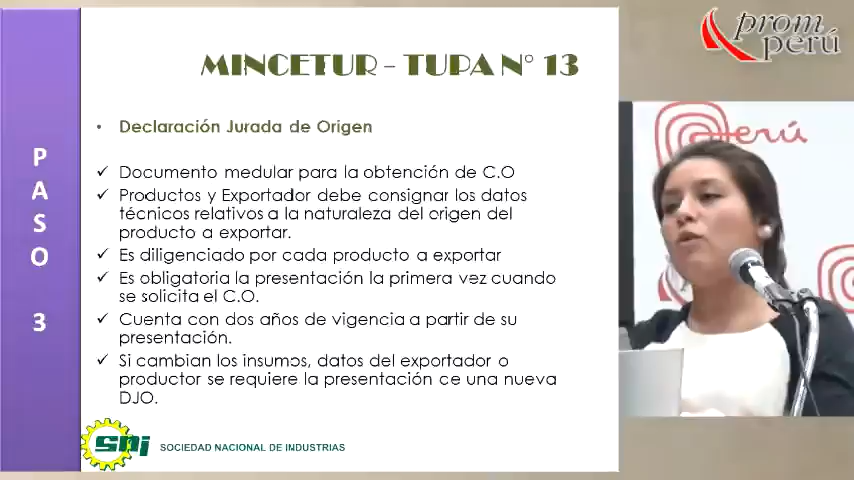 MINCETUR – TUPA N° 13
prom
perú
P
A
S
O
3
• Declaración Jurada de Origen
✓ Documento medular para la obtención de C.O
✓ Productos y Exportador debe consignar los datos
técnicos relativos a la naturaleza del origen del
producto a exportar.
✓ Es diligenciado por cada producto a exportar
✓ Es obligatoria la presentación la primera vez cuando
se solicita el C.O.
✓ Cuenta con dos años de vigencia a partir de su
presentación.
✓ Si cambian los insumos, datos del exportador o
productor se requiere la presentación de una nueva
DJO.
sni SOCIEDAD NACIONAL DE INDUSTRIAS
Perú